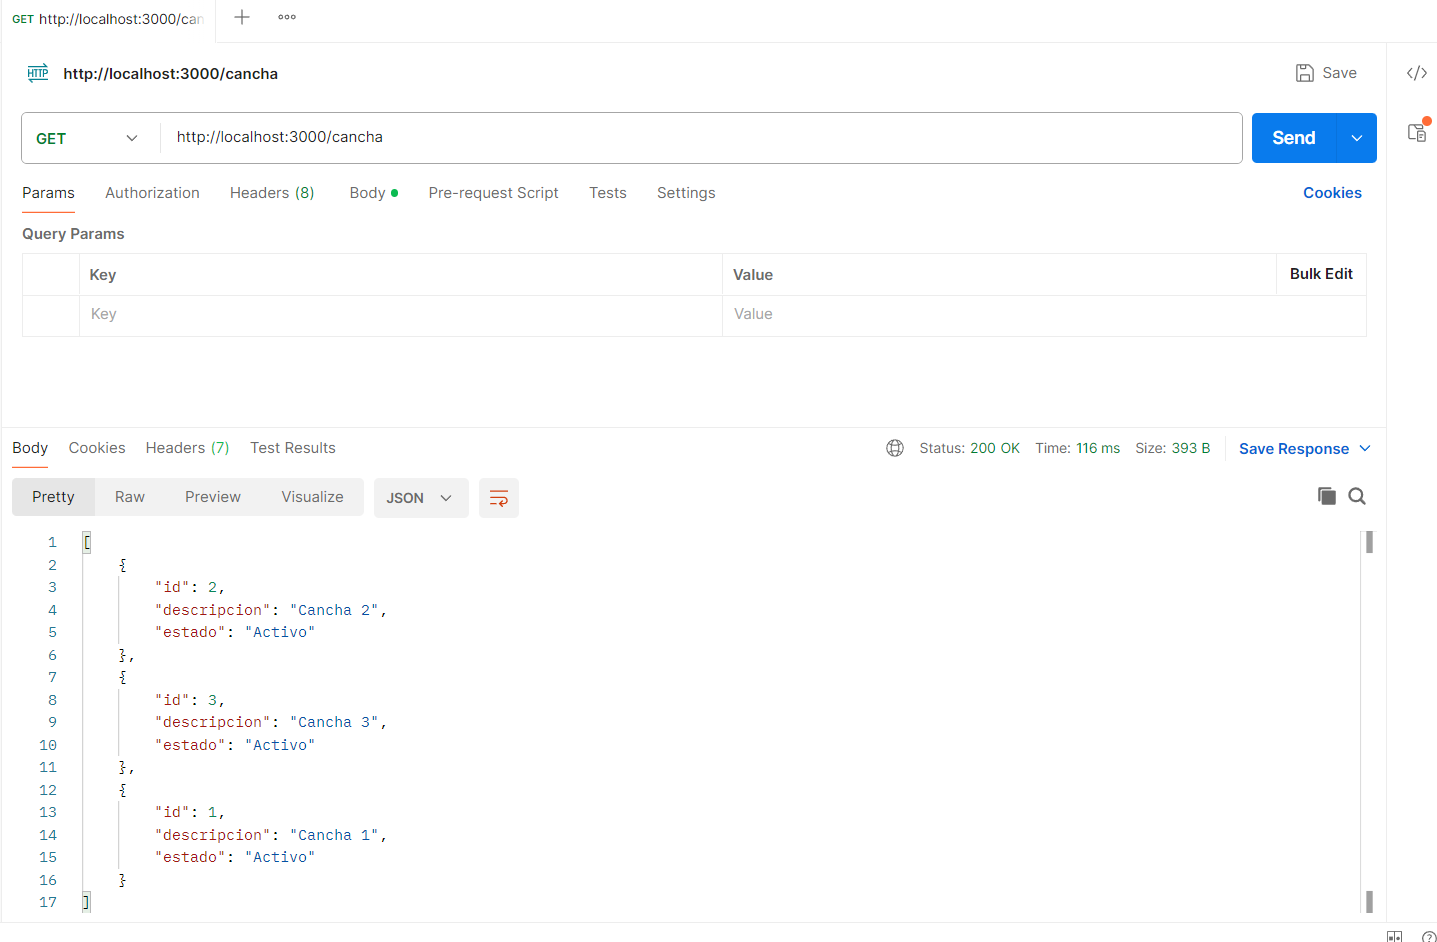 GET http://localhost:3000/can
HTTP http://localhost:3000/cancha
Save
GET http://localhost:3000/cancha
Send
Params Authorization Headers (8) Body Pre-request Script Tests Settings Cookies
Query Params
Key Value Bulk Edit
Key Value
Body Cookies Headers (7) Test Results Status: 200 OK Time: 116 ms Size: 393 B Save Response
Pretty Raw Preview Visualize JSON
1 [
2 {
3 "id": 2,
4 "descripcion": "Cancha 2",
5 "estado": "Activo"
6 },
7 {
8 "id": 3,
9 "descripcion": "Cancha 3",
10 "estado": "Activo"
11 },
12 {
13 "id": 1,
14 "descripcion": "Cancha 1",
15 "estado": "Activo"
16 }
17 ]